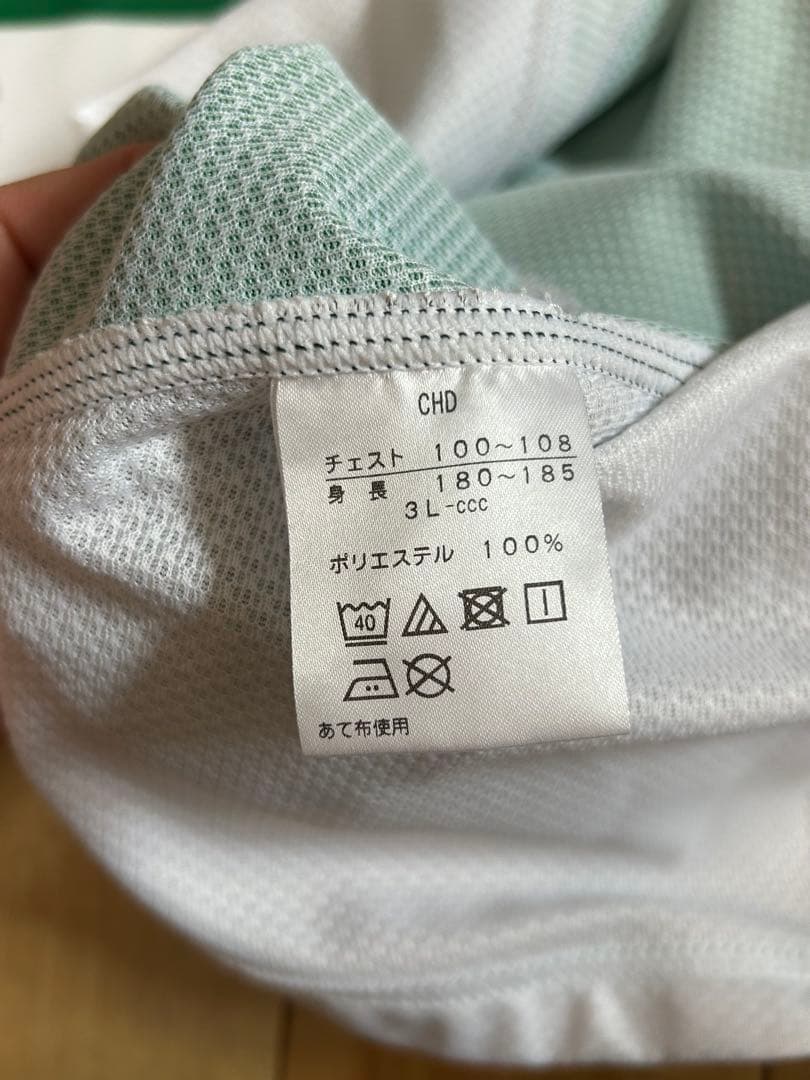 CHD
チェスト 100～108
身長 180～185
3L-ccc
ポリエステル 100%
40
あて布使用